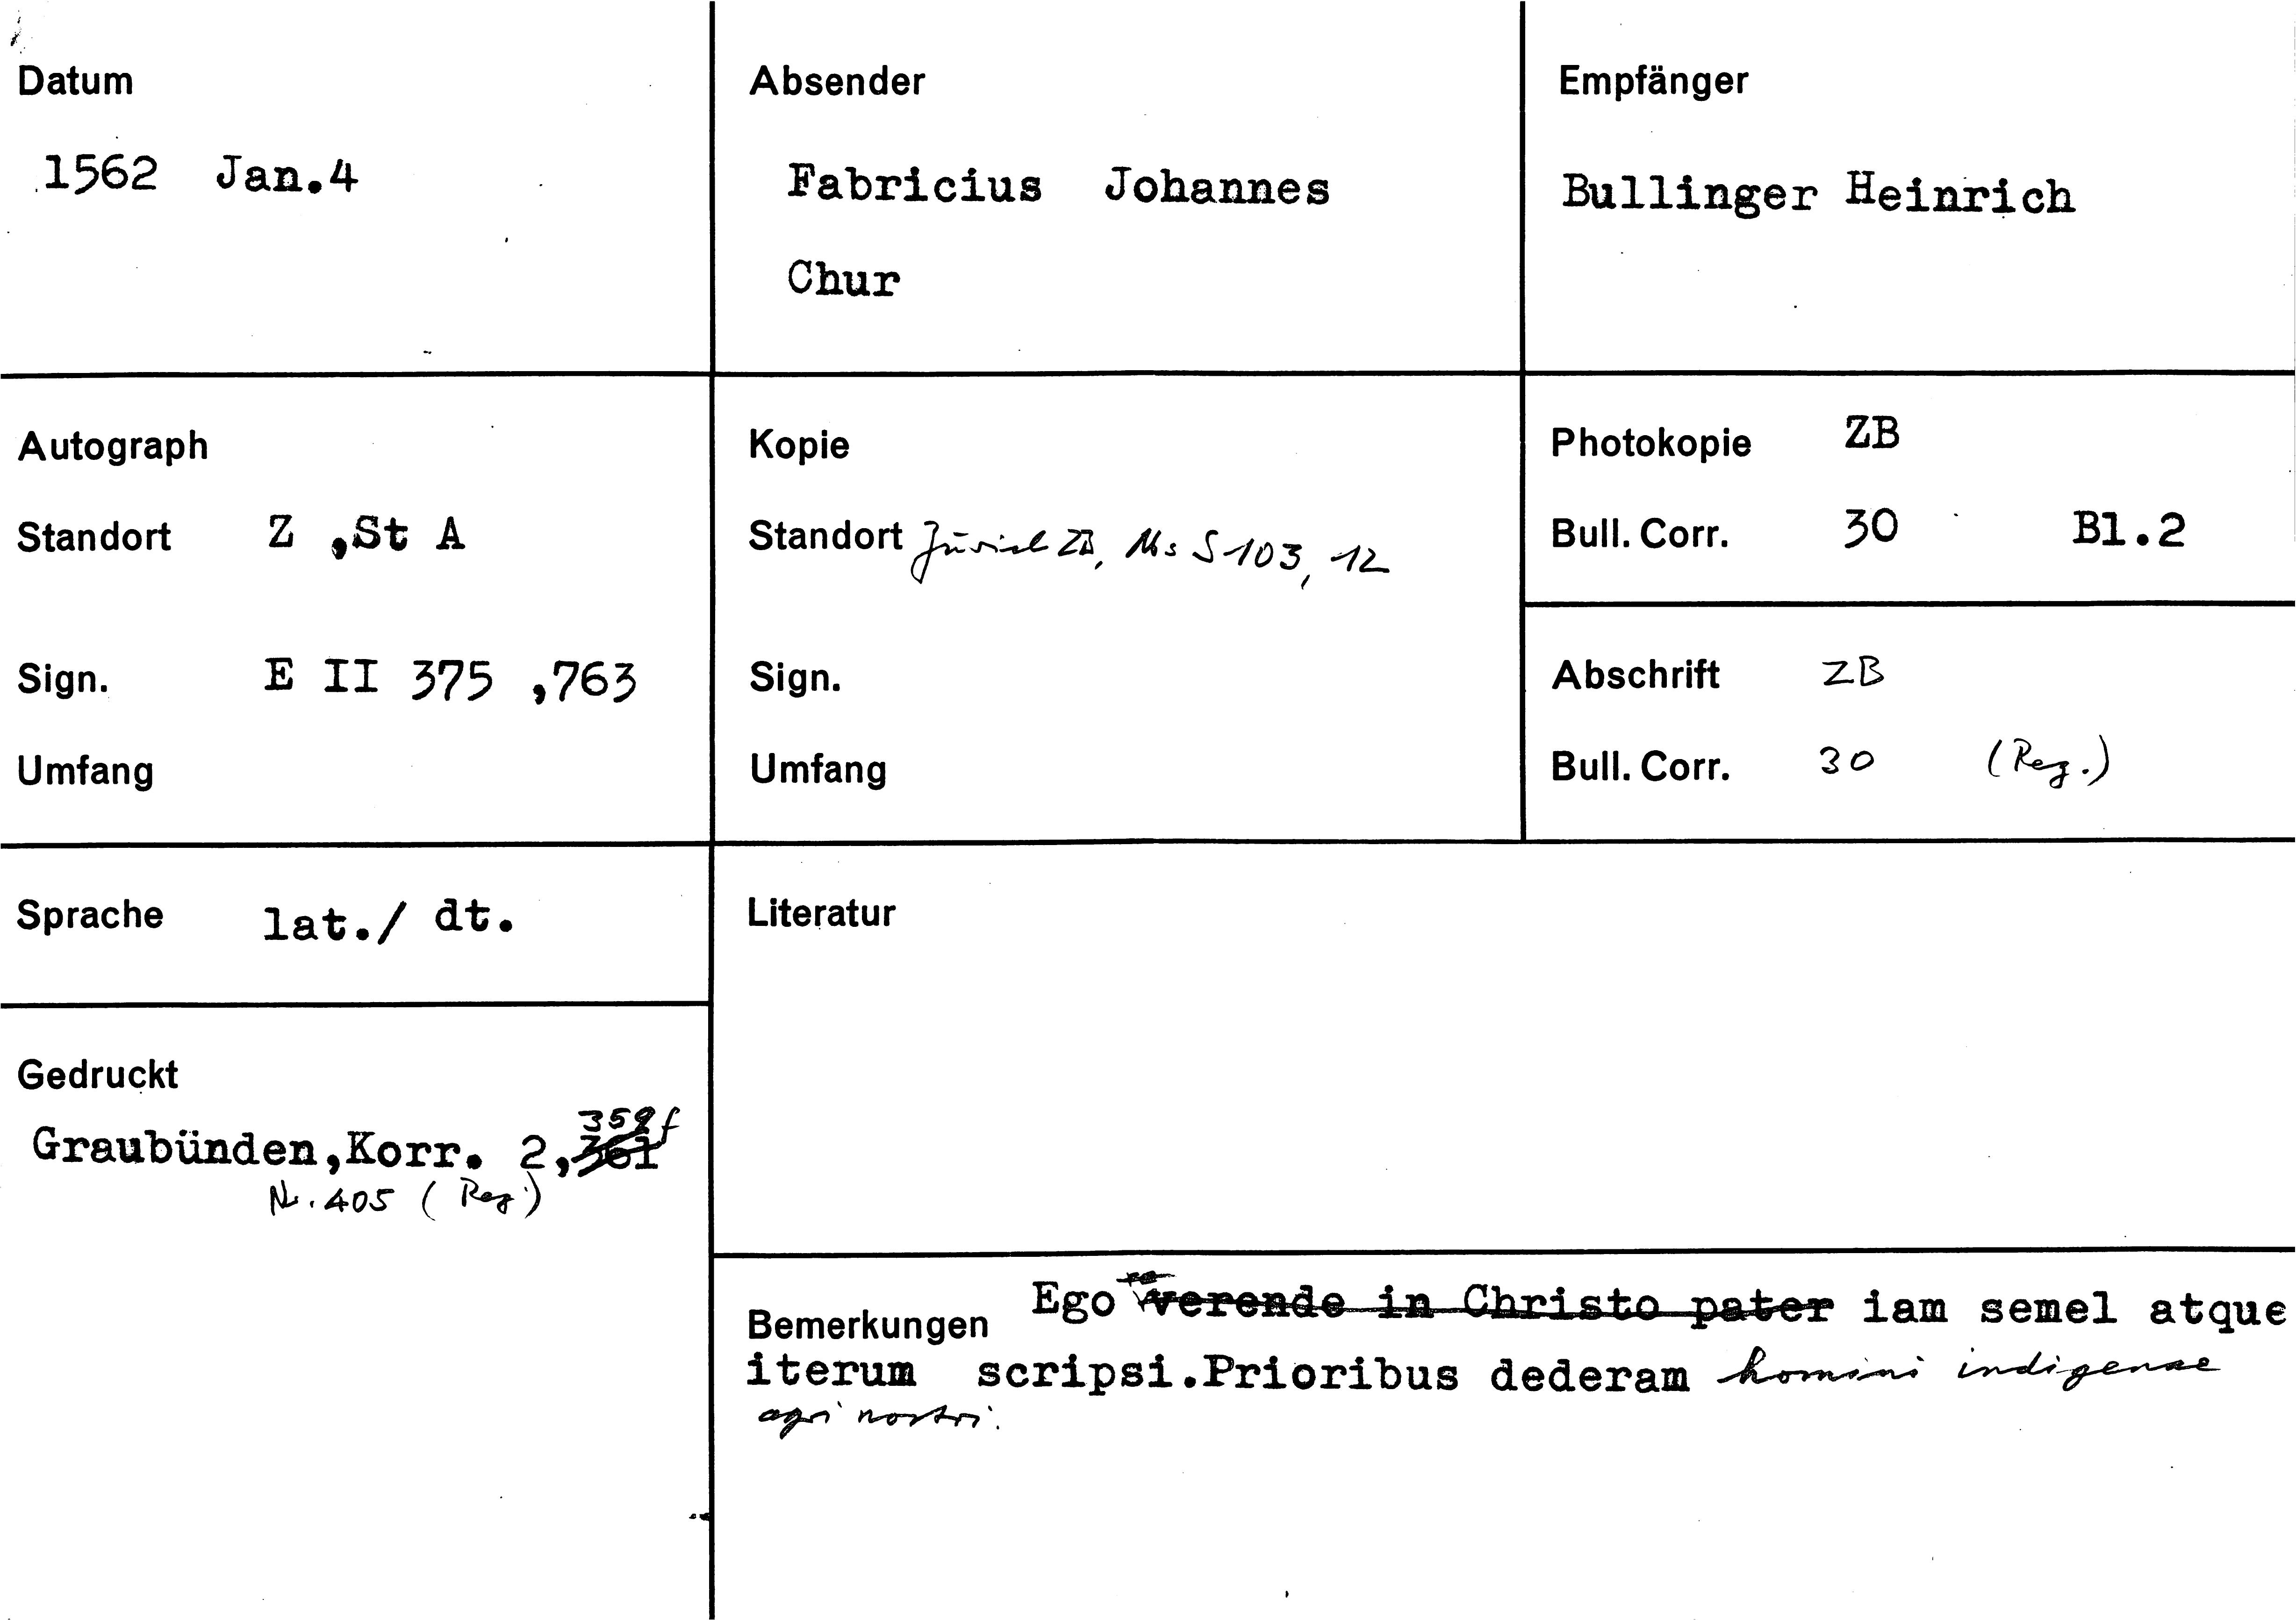 Datum
1562 Jan.4
Absender
Fabricius Johannes
Chur
Empfänger
Bullinger Heinrich
Autograph
Standort Z ,St A
Sign. E II 375 ,763
Umfang
Kopie
Standort Zürich ZB, Ms S 103, 12
Sign.
Umfang
Photokopie ZB
Bull. Corr. 30 Bl.2
Abschrift ZB
Bull. Corr. 30 (Reg.)
Sprache lat./ dt.
Literatur
Gedruckt
359f
Graubünden,Korr. 2,361
Nr. 405 (Reg.)
Bemerkungen Ego verende in Christo pater iam semel atque
iterum scripsi.Prioribus dederam homini indigenae
agri nostri.